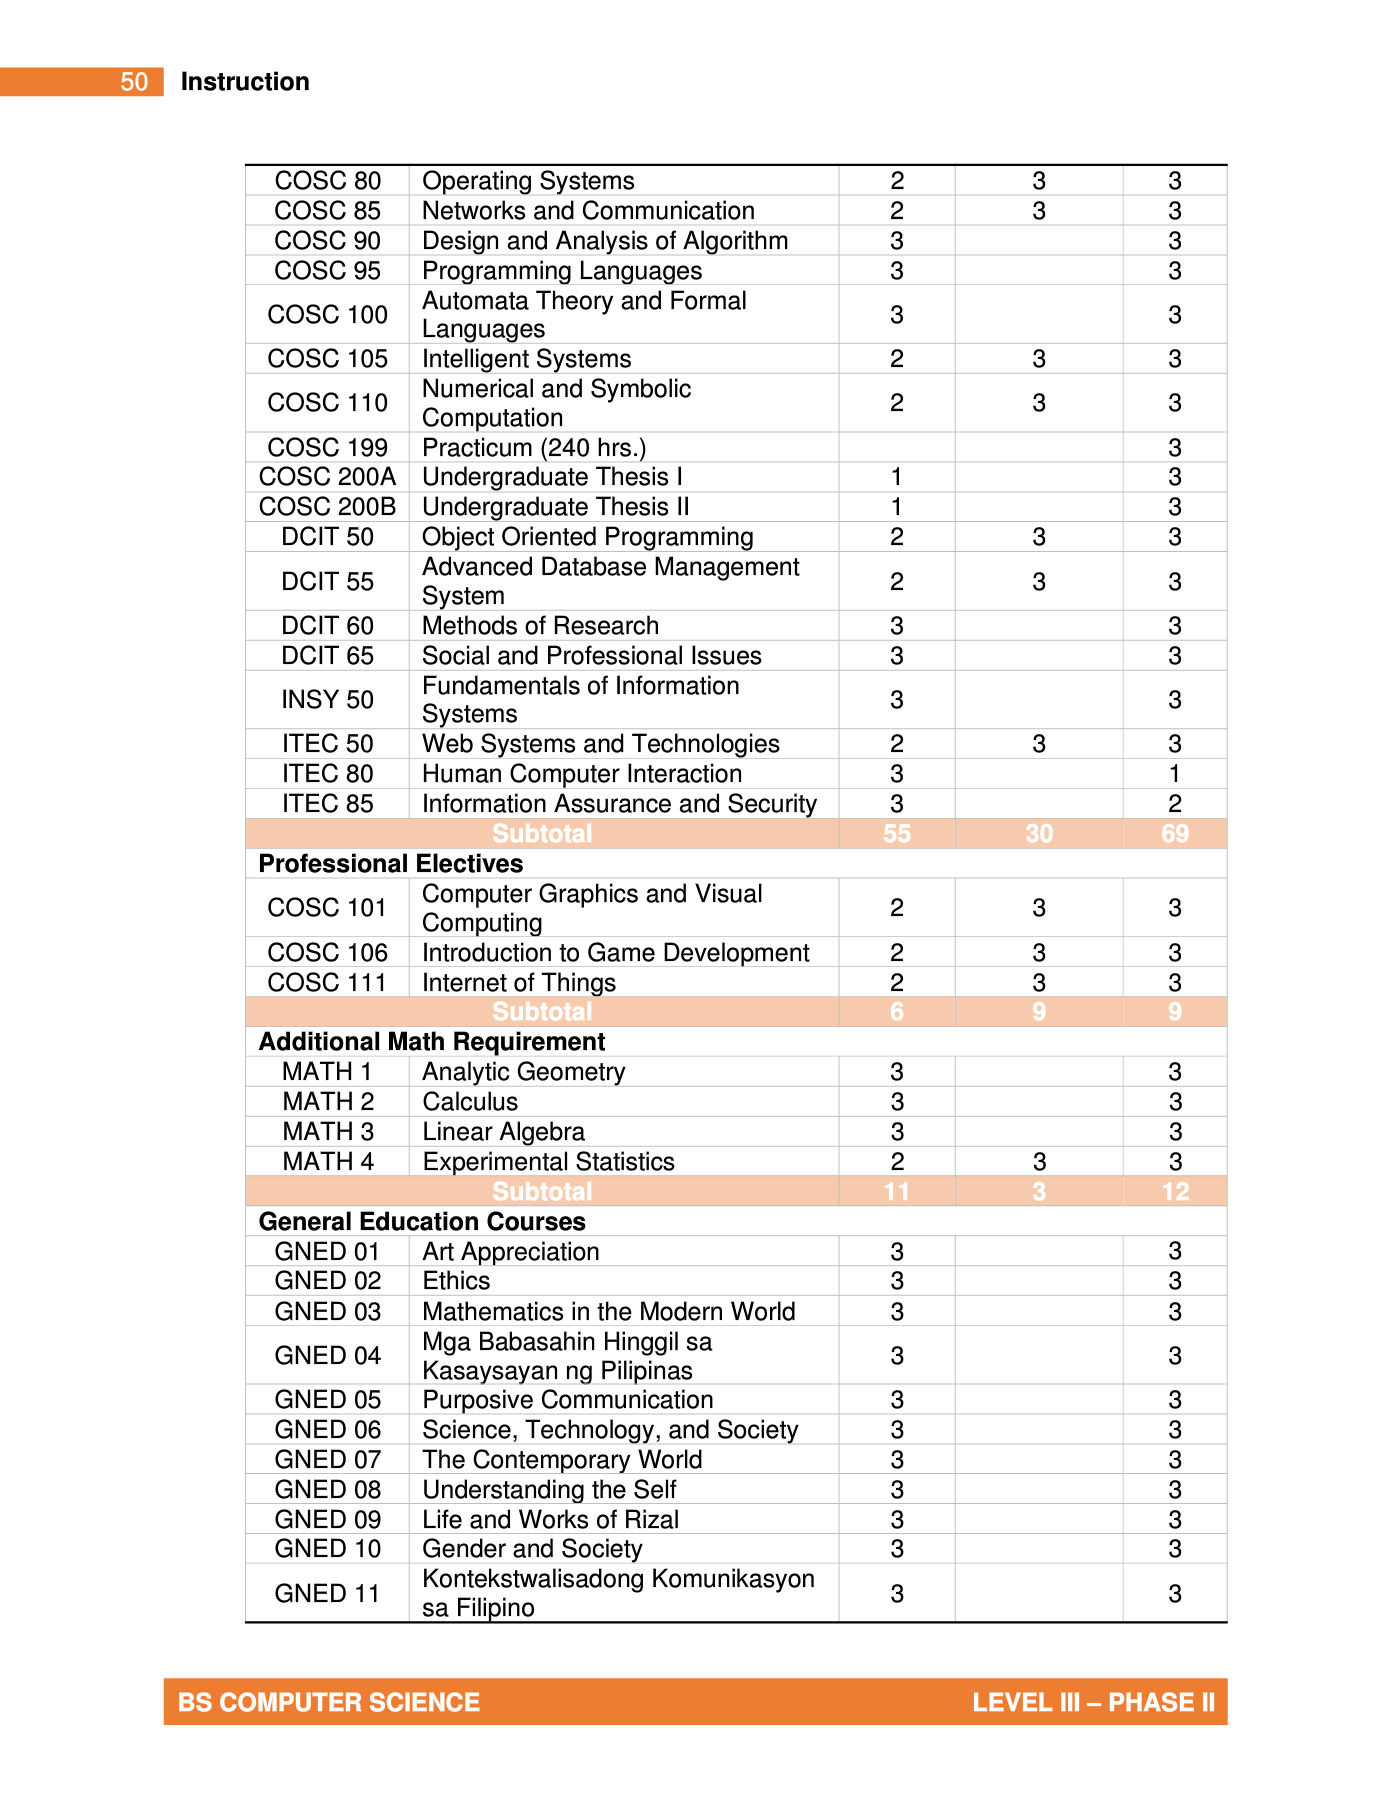 50 Instruction
COSC 80 Operating Systems 2 3 3
COSC 85 Networks and Communication 2 3 3
COSC 90 Design and Analysis of Algorithm 3 3
COSC 95 Programming Languages 3 3
COSC 100 Automata Theory and Formal
Languages 3 3
COSC 105 Intelligent Systems 2 3 3
COSC 110 Numerical and Symbolic
Computation 2 3 3
COSC 199 Practicum (240 hrs.) 3
COSC 200A Undergraduate Thesis I 1 3
COSC 200B Undergraduate Thesis II 1 3
DCIT 50 Object Oriented Programming 2 3 3
DCIT 55 Advanced Database Management
System 2 3 3
DCIT 60 Methods of Research 3 3
DCIT 65 Social and Professional Issues 3 3
INSY 50 Fundamentals of Information
Systems 3 3
ITEC 50 Web Systems and Technologies 2 3 3
ITEC 80 Human Computer Interaction 3 1
ITEC 85 Information Assurance and Security 3 2
Subtotal 55 30 69
Professional Electives
COSC 101 Computer Graphics and Visual
Computing 2 3 3
COSC 106 Introduction to Game Development 2 3 3
COSC 111 Internet of Things 2 3 3
Subtotal 6 9 9
Additional Math Requirement
MATH 1 Analytic Geometry 3 3
MATH 2 Calculus 3 3
MATH 3 Linear Algebra 3 3
MATH 4 Experimental Statistics 2 3 3
Subtotal 11 3 12
General Education Courses
GNED 01 Art Appreciation 3 3
GNED 02 Ethics 3 3
GNED 03 Mathematics in the Modern World 3 3
GNED 04 Mga Babasahin Hinggil sa
Kasaysayan ng Pilipinas 3 3
GNED 05 Purposive Communication 3 3
GNED 06 Science, Technology, and Society 3 3
GNED 07 The Contemporary World 3 3
GNED 08 Understanding the Self 3 3
GNED 09 Life and Works of Rizal 3 3
GNED 10 Gender and Society 3 3
GNED 11 Kontekstwalisadong Komunikasyon
sa Filipino 3 3
BS COMPUTER SCIENCE LEVEL III – PHASE II